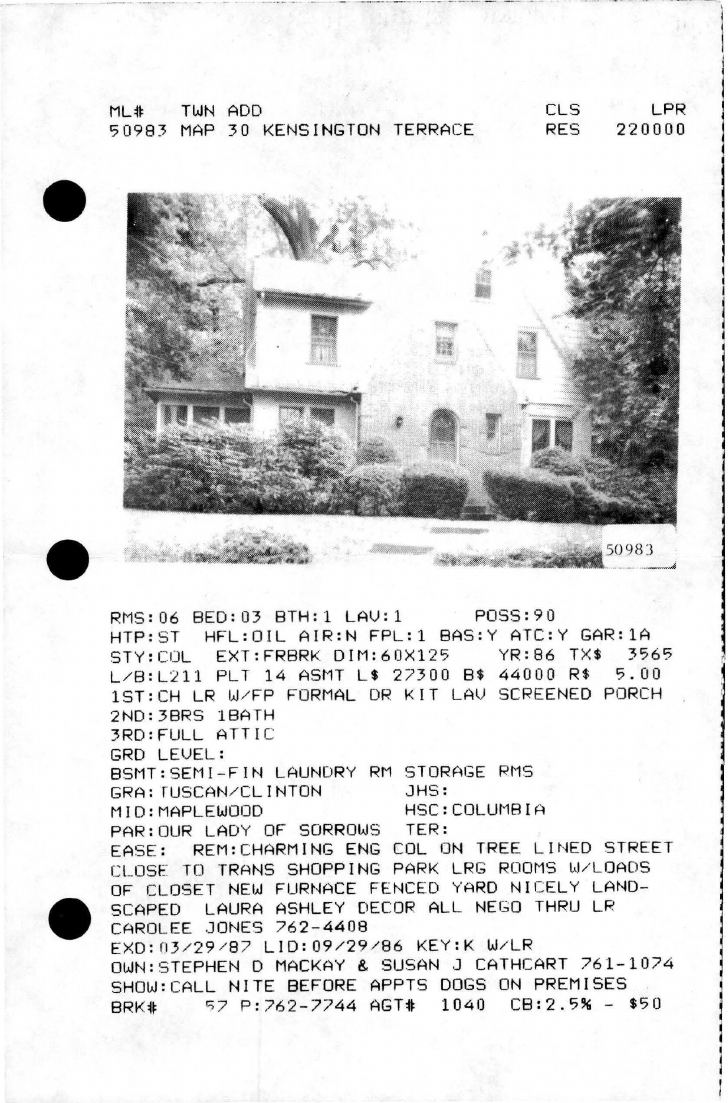 ML# TWN ADD CLS LPR
50983 MAP 30 KENSINGTON TERRACE RES 220000
50983
RMS:06 BED:03 BTH:1 LAV:1 POSS:90
HTP:ST HFL:OIL AIR:N FPL:1 BAS:Y ATC:Y GAR:1A
STY:COL EXT:FRBRK DIM:60X125 YR:86 TX$ 3565
L/B:L211 PLT 14 ASMT L$ 27300 B$ 44000 R$ 5.00
1ST:CH LR W/FP FORMAL DR KIT LAV SCREENED PORCH
2ND:3BRS 1BATH
3RD:FULL ATTIC
GRD LEVEL:
BSMT:SEMI-FIN LAUNDRY RM STORAGE RMS
GRA:TUSCAN/CLINTON JHS:
MID:MAPLEWOOD HSC:COLUMBIA
PAR:OUR LADY OF SORROWS TER:
EASE: REM:CHARMING ENG COL ON TREE LINED STREET
CLOSE TO TRANS SHOPPING PARK LRG ROOMS W/LOADS
OF CLOSET NEW FURNACE FENCED YARD NICELY LAND-
SCAPED LAURA ASHLEY DECOR ALL NEGO THRU LR
CAROLEE JONES 762-4408
EXD:03/29/87 LID:09/29/86 KEY:K W/LR
OWN:STEPHEN D MACKAY & SUSAN J CATHCART 761-1074
SHOW:CALL NITE BEFORE APPTS DOGS ON PREMISES
BRK# 57 P:762-7744 AGT# 1040 CB:2.5% - $50